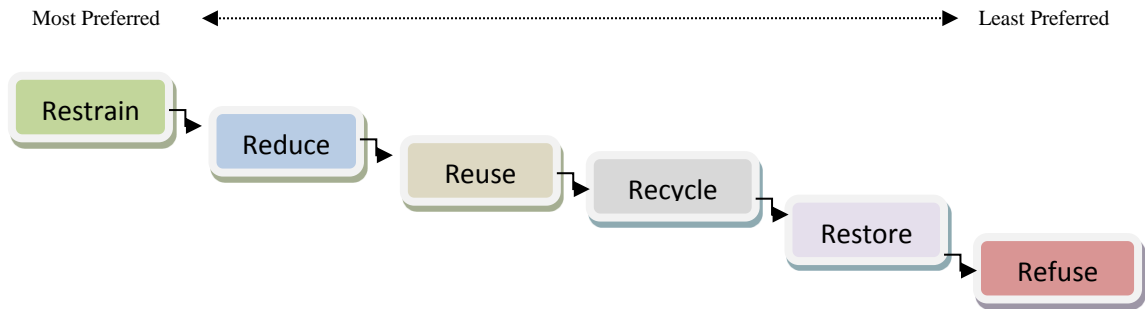 Most Preferred
Least Preferred
Restrain
Reduce
Reuse
Recycle
Restore
Refuse